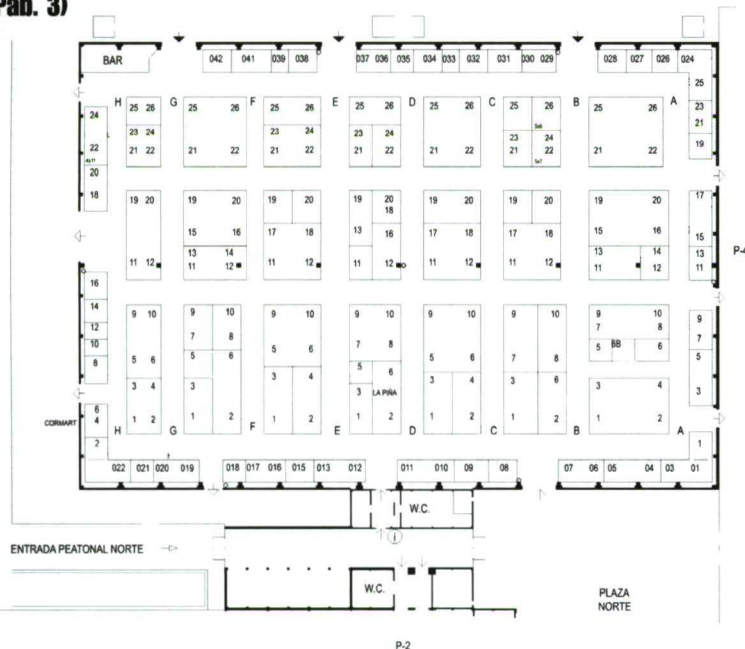 Pab. 3)
BAR 042 041 039 038 037 036 035 034 033 032 031 030 029 028 027 026 024
25
H 25 26 G 25 26 F 25 26 E 25 26 D 25 26 C 25 26 B 25 26 A 23
24 23 24 23 24 23 24 5x6 23 24 21
22 21 22 21 22 21 22 21 22 21 22 21 22 21 22 19
4x11 5x7
20
18 19 20 19 20 19 20 19 20 19 20 19 20 19 20 17
18
15 16 17 18 13 16 17 18 17 18 15 16 15
13 14 13 14 13
11 12 11 12 11 12 11 12 11 12 11 12 11 12 11
P-4
16
14 9 10 9 10 9 10 9 10 9 10 9 10 9 10 9
12 7 8 7 8 7 8 7 8 7
10 5 6 5 6 5 6 5 6 5 6 5 BB 6 5
8 3 4 3 3 4 3 LA PIÑA 3 4 3 6 3 4 3
CORMART 6
4 1 2 1 2 1 2 1 2 1 2 1 2 1 2
2 H G F E D C B A 1
022 021 020 019 018 017 016 015 013 012 011 010 09 08 07 06 05 04 03 01
W.C.
i
ENTRADA PEATONAL NORTE
W.C.
PLAZA
NORTE
P-2